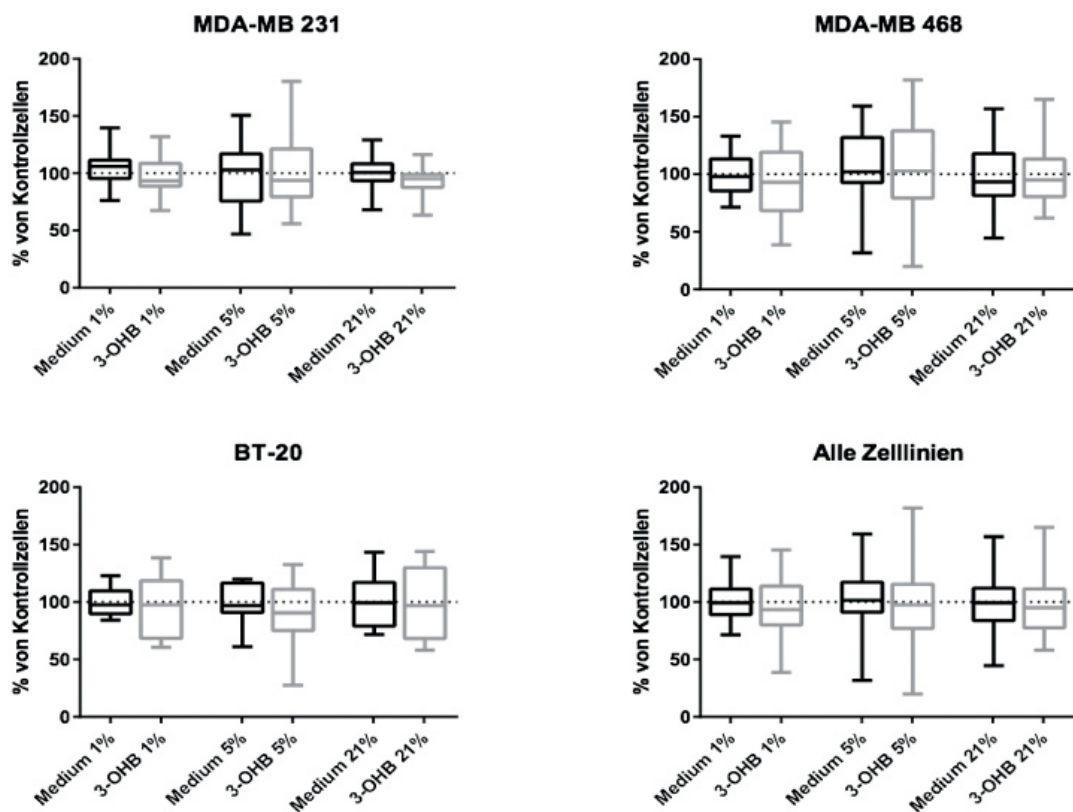 MDA-MB 231
% von Kontrollzellen
200
150
100
50
0
Medium 1%
3-OHB 1%
Medium 5%
3-OHB 5%
Medium 21%
3-OHB 21%
MDA-MB 468
% von Kontrollzellen
200
150
100
50
0
Medium 1%
3-OHB 1%
Medium 5%
3-OHB 5%
Medium 21%
3-OHB 21%
BT-20
% von Kontrollzellen
200
150
100
50
0
Medium 1%
3-OHB 1%
Medium 5%
3-OHB 5%
Medium 21%
3-OHB 21%
Alle Zelllinien
% von Kontrollzellen
200
150
100
50
0
Medium 1%
3-OHB 1%
Medium 5%
3-OHB 5%
Medium 21%
3-OHB 21%